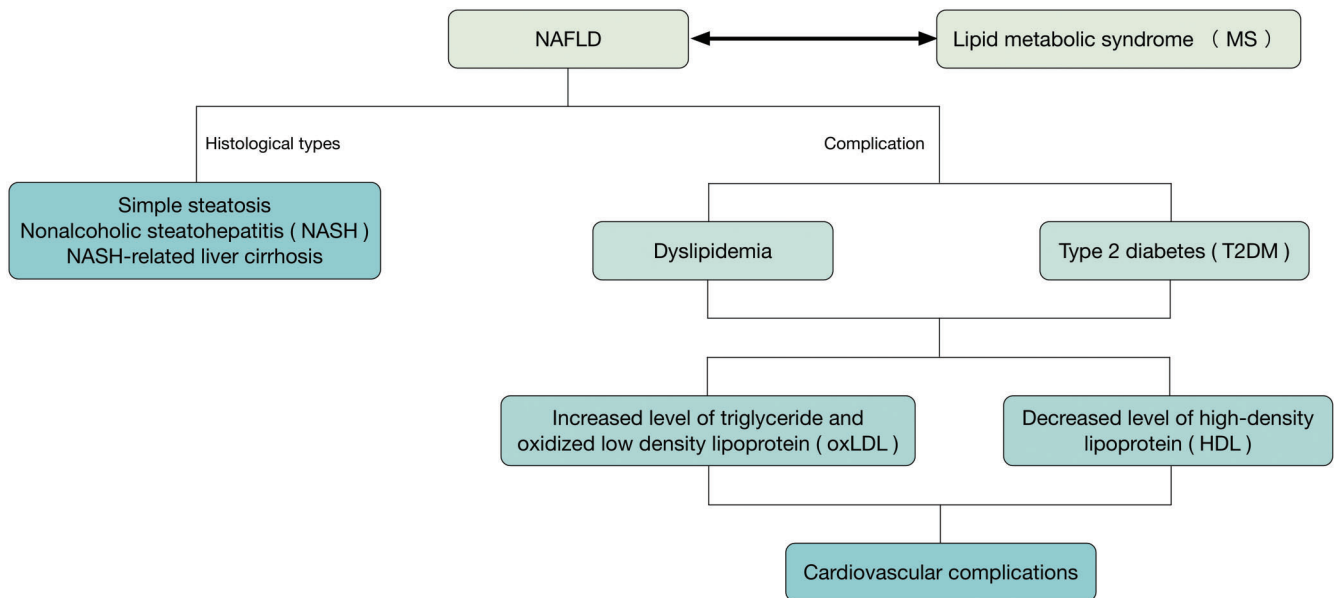 NAFLD
Lipid metabolic syndrome （ MS ）
Histological types
Complication
Simple steatosis
Nonalcoholic steatohepatitis ( NASH )
NASH-related liver cirrhosis
Dyslipidemia
Type 2 diabetes ( T2DM )
Increased level of triglyceride and
oxidized low density lipoprotein ( oxLDL )
Decreased level of high-density
lipoprotein ( HDL )
Cardiovascular complications